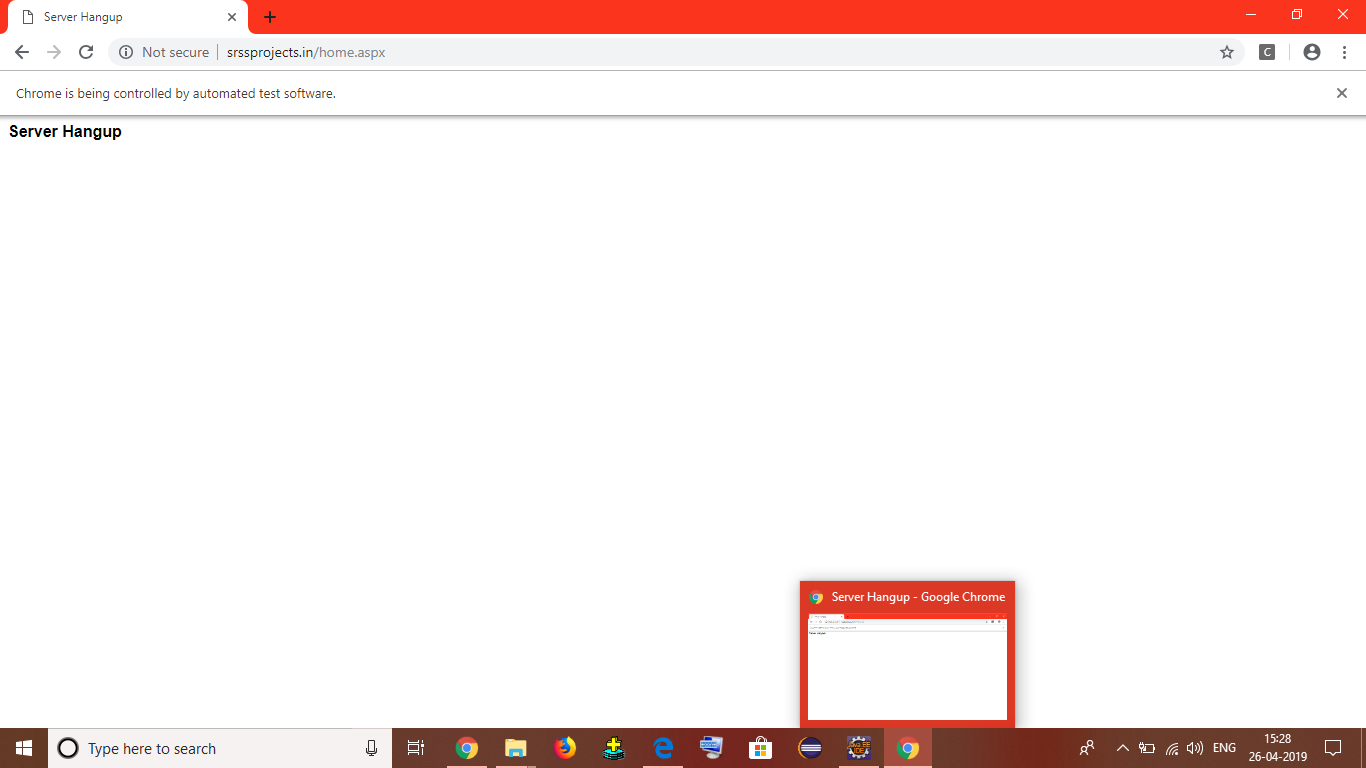 Server Hangup
Not secure
srssprojects.in/home.aspx
C
Chrome is being controlled by automated test software.
Server Hangup
Server Hangup - Google Chrome
Type here to search
ENG
15:28
26-04-2019